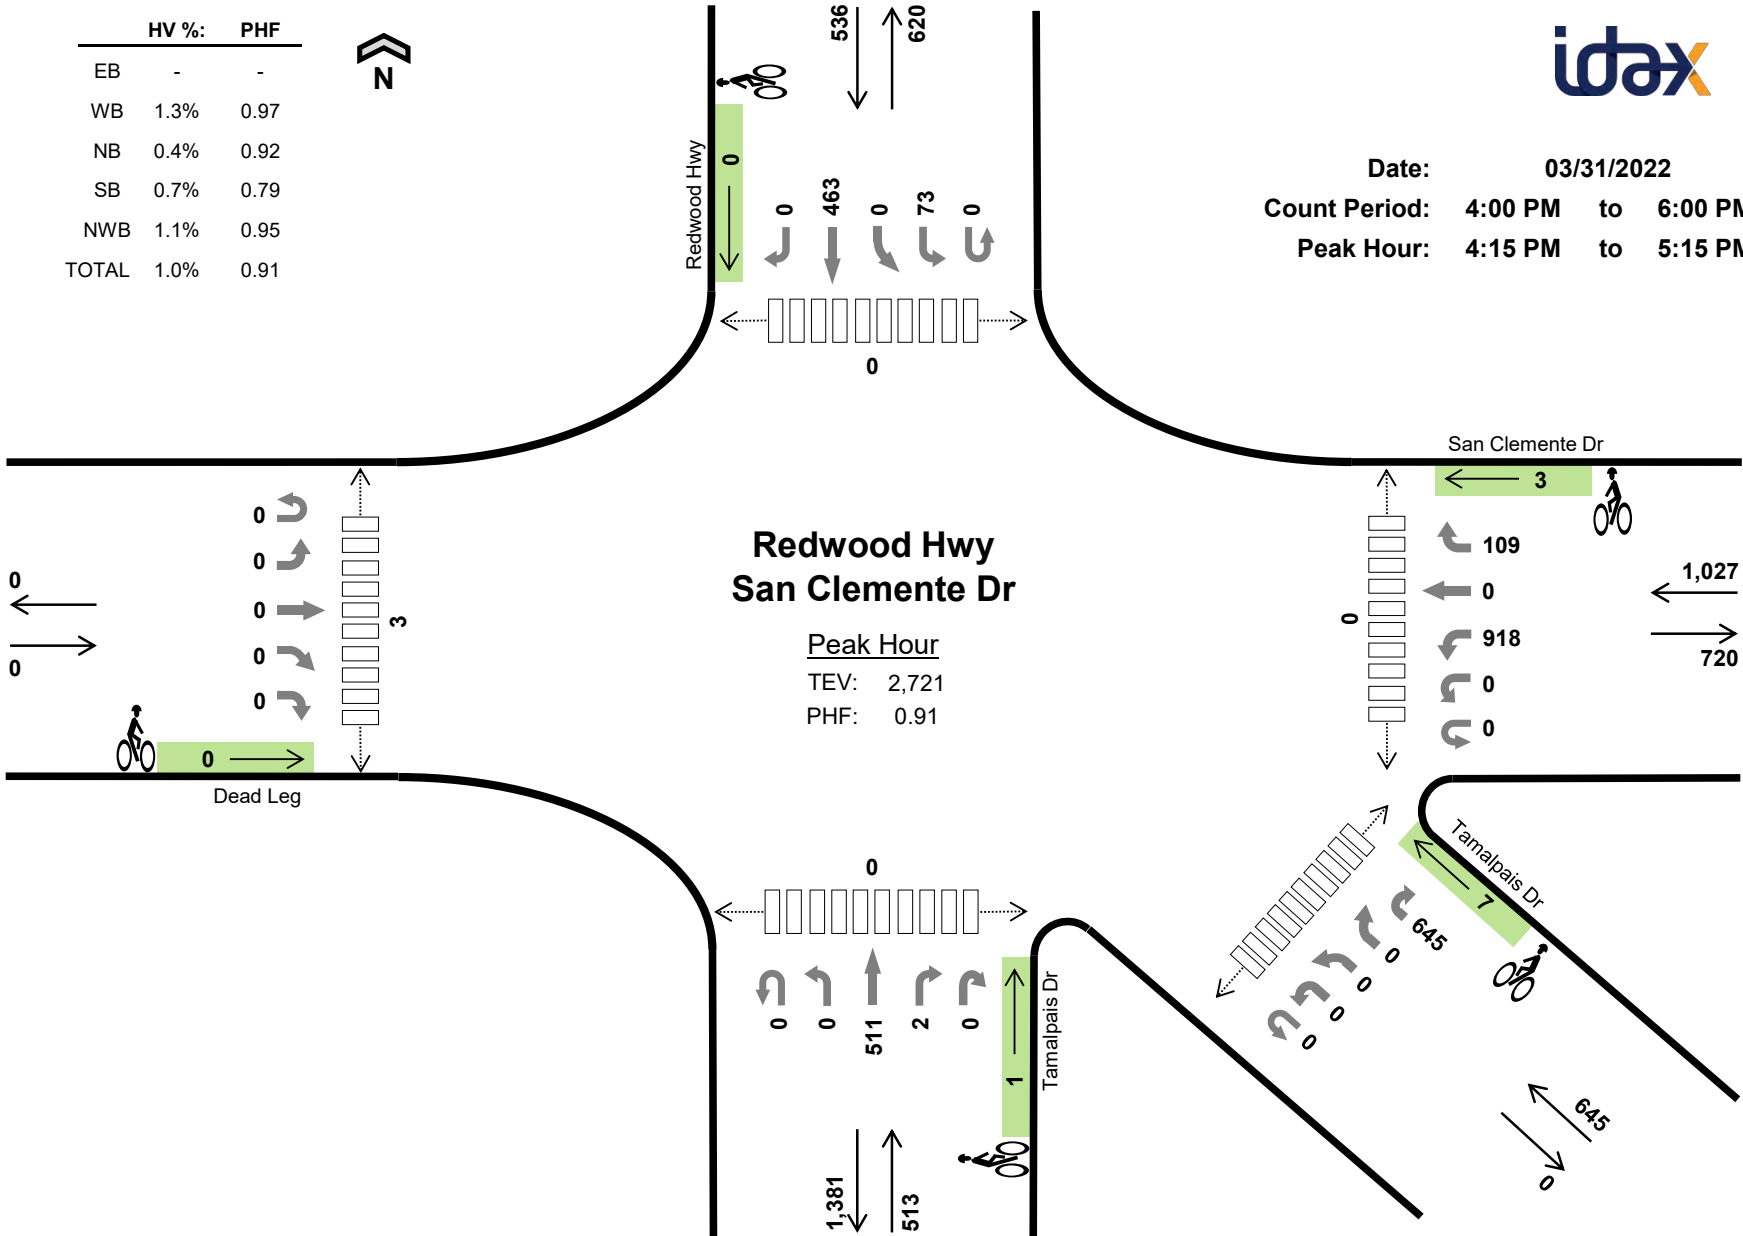 HV %: PHF
EB - -
WB 1.3% 0.97
NB 0.4% 0.92
SB 0.7% 0.79
NWB 1.1% 0.95
TOTAL 1.0% 0.91
N
idax
Date: 03/31/2022
Count Period: 4:00 PM to 6:00 PM
Peak Hour: 4:15 PM to 5:15 PM
536
620
Redwood Hwy
0
0
463
0
73
0
0
San Clemente Dr
3
109
0
918
0
0
0
1,027
720
0
0
0
0
0
0
0
3
0
Dead Leg
Redwood Hwy
San Clemente Dr
Peak Hour
TEV: 2,721
PHF: 0.91
0
0
0
511
2
0
1
Tamalpais Dr
1,381
513
Tamalpais Dr
7
645
0
0
0
0
645
0